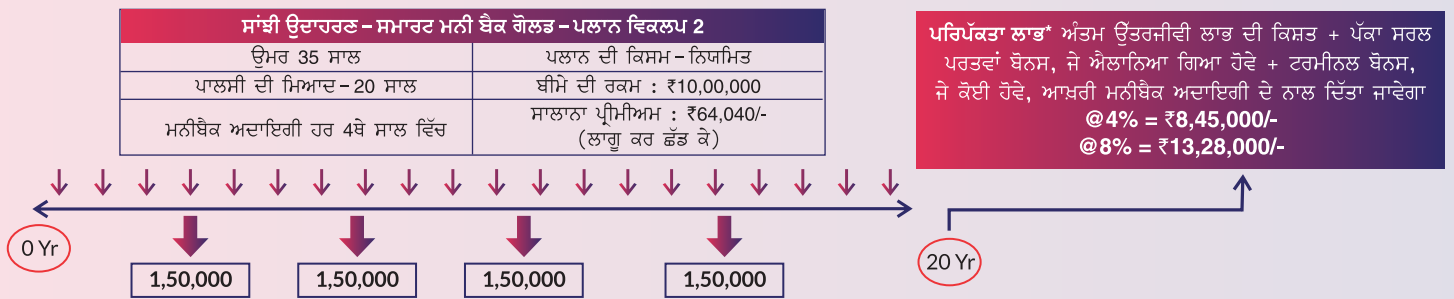 ਸਾਂਝੀ ਉਦਾਹਰਣ – ਸਮਾਰਟ ਮਨੀ ਬੈਕ ਗੋਲਡ – ਪਲਾਨ ਵਿਕਲਪ 2
ਉਮਰ 35 ਸਾਲ
ਪਲਾਨ ਦੀ ਕਿਸਮ – ਨਿਯਮਿਤ
ਪਾਲਸੀ ਦੀ ਮਿਆਦ – 20 ਸਾਲ
ਬੀਮੇ ਦੀ ਰਕਮ : ₹10,00,000
ਮਨੀਬੈਕ ਅਦਾਇਗੀ ਹਰ 4ਥੇ ਸਾਲ ਵਿੱਚ
ਸਾਲਾਨਾ ਪ੍ਰੀਮੀਅਮ : ₹64,040/-
(ਲਾਗੂ ਕਰ ਛੱਡ ਕੇ)
ਪਰਿਪੱਕਤਾ ਲਾਭ* ਅੰਤਮ ਉੱਤਰਜੀਵੀ ਲਾਭ ਦੀ ਕਿਸ਼ਤ + ਪੱਕਾ ਸਰਲ
ਪਰਤਵਾਂ ਬੋਨਸ, ਜੇ ਐਲਾਨਿਆ ਗਿਆ ਹੋਵੇ + ਟਰਮੀਨਲ ਬੋਨਸ,
ਜੇ ਕੋਈ ਹੋਵੇ, ਆਖ਼ਰੀ ਮਨੀਬੈਕ ਅਦਾਇਗੀ ਦੇ ਨਾਲ ਦਿੱਤਾ ਜਾਵੇਗਾ
@4% = ₹8,45,000/-
@8% = ₹13,28,000/-
0 Yr
20 Yr
1,50,000
1,50,000
1,50,000
1,50,000